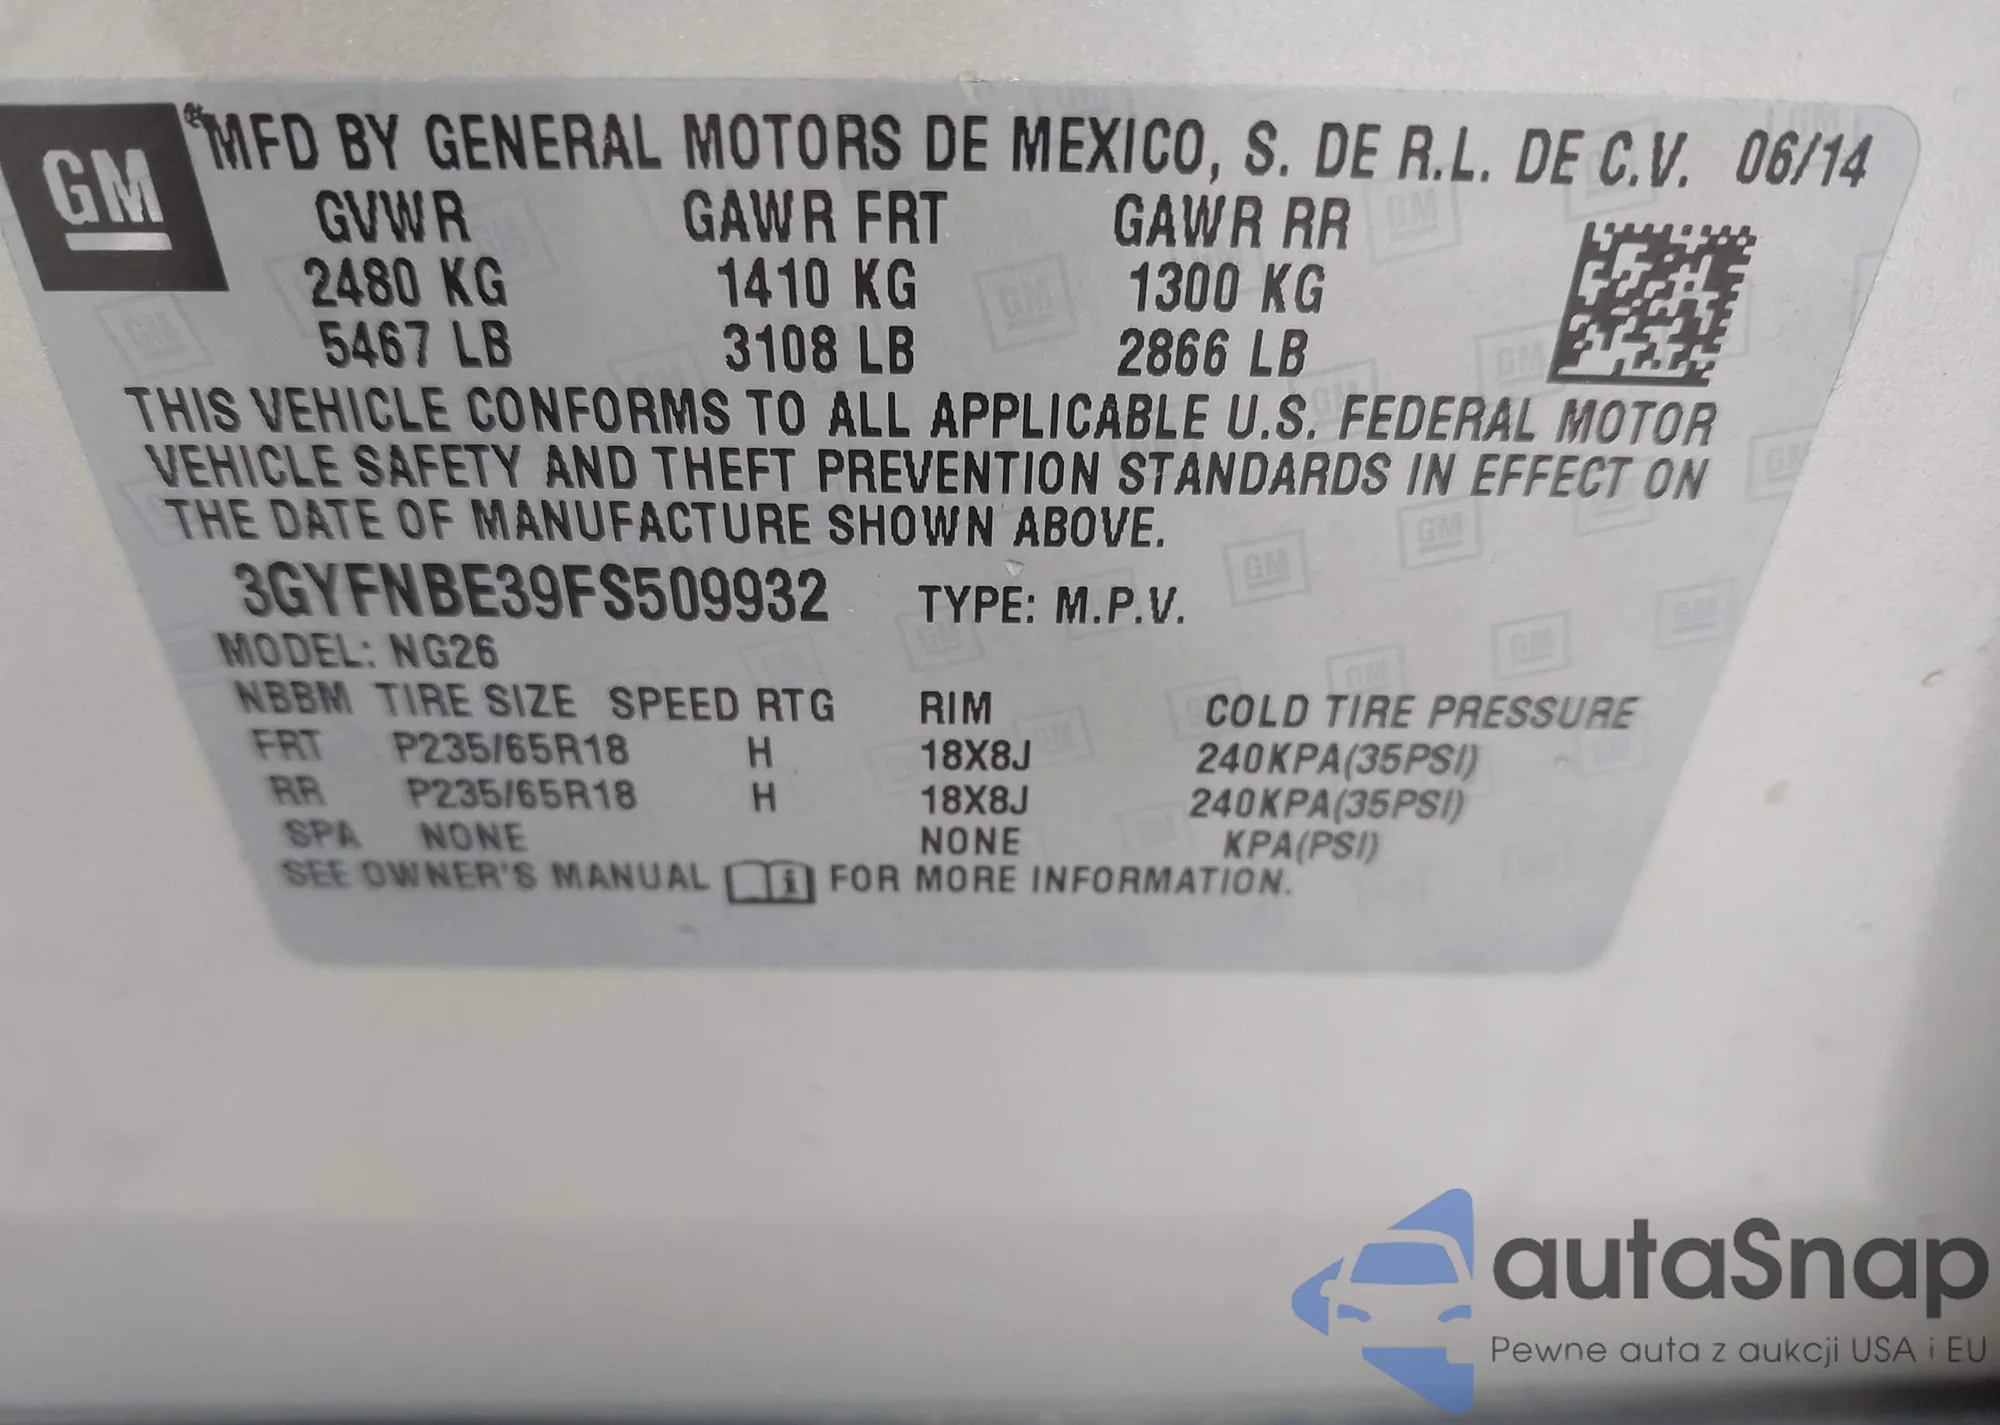 GM
MFD BY GENERAL MOTORS DE MEXICO, S. DE R.L. DE C.V. 06/14
GVWR GAWR FRT GAWR RR
2480 KG 1410 KG 1300 KG
5467 LB 3108 LB 2866 LB
THIS VEHICLE CONFORMS TO ALL APPLICABLE U.S. FEDERAL MOTOR
VEHICLE SAFETY AND THEFT PREVENTION STANDARDS IN EFFECT ON
THE DATE OF MANUFACTURE SHOWN ABOVE.
3GYFNBE39FS509932 TYPE: M.P.V.
MODEL: NG26
NBBM TIRE SIZE SPEED RTG RIM COLD TIRE PRESSURE
FRT P235/65R18 H 18X8J 240KPA(35PSI)
RR P235/65R18 H 18X8J 240KPA(35PSI)
SPA NONE NONE KPA(PSI)
SEE OWNER'S MANUAL FOR MORE INFORMATION.
autaSnap
Pewne auta z aukcji USA i EU